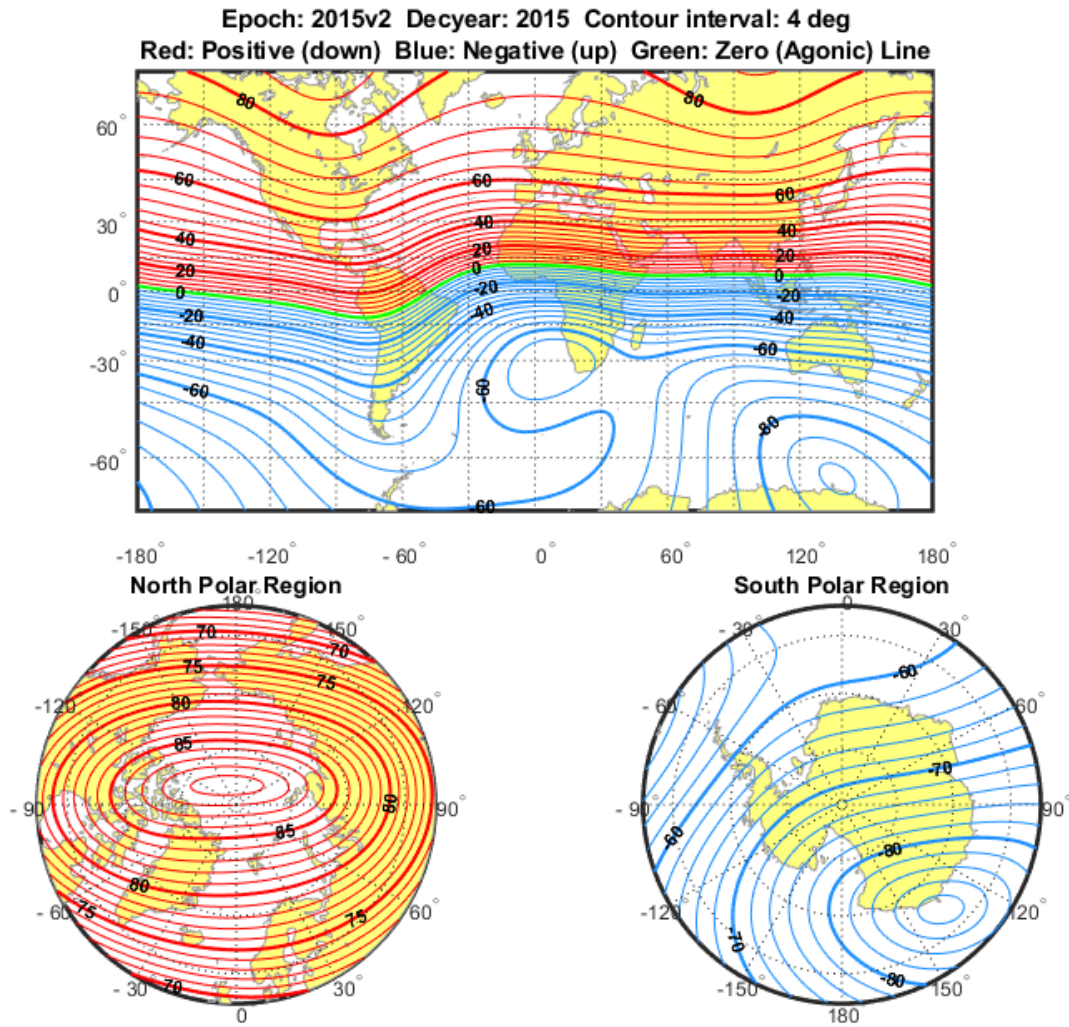 Epoch: 2015v2  Decyear: 2015  Contour interval: 4 deg
Red: Positive (down)  Blue: Negative (up)  Green: Zero (Agonic) Line
80 80
60° 60 60 60
30° 40 40 40
20 20 20
0° 0 0 0
-20 -20 -20
-40 -40 -40
-30° -60 -60 -60
-80
-60°
-60
-180° -120° - 60° 0° 60° 120° 180°
North Polar Region South Polar Region
180° 0
-150° 70 150° - 30° 30°
70
75 75 -60
-120 80 120° - 60° 60°
85 -70
- 90° 80 90° - 90° 90°
85 -60
80 -80
- 60° 75 75 60° -120° 120°
-70
- 30° 70 30° -150° -80 150°
0 180